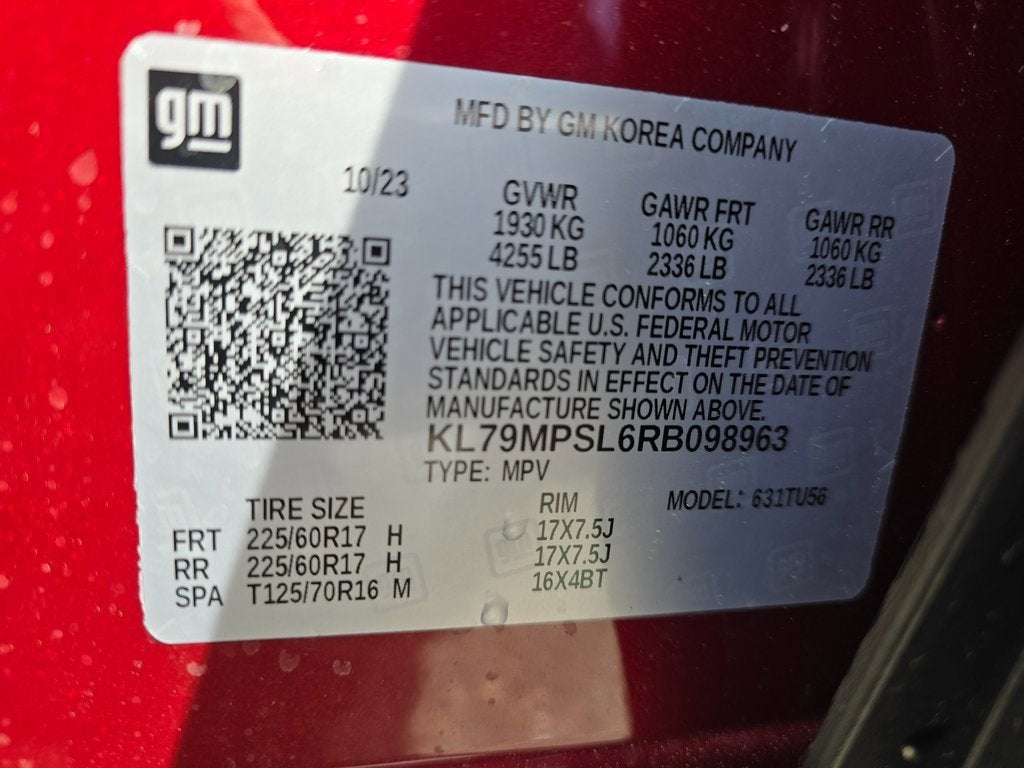 gm
MFD BY GM KOREA COMPANY
10/23
GVWR GAWR FRT GAWR RR
1930 KG 1060 KG 1060 KG
4255 LB 2336 LB 2336 LB
THIS VEHICLE CONFORMS TO ALL
APPLICABLE U.S. FEDERAL MOTOR
VEHICLE SAFETY AND THEFT PREVENTION
STANDARDS IN EFFECT ON THE DATE OF
MANUFACTURE SHOWN ABOVE.
KL79MPSL6RB098963
TYPE: MPV
MODEL: 631TU56
TIRE SIZE RIM
FRT 225/60R17 H 17X7.5J
RR 225/60R17 H 17X7.5J
SPA T125/70R16 M 16X4BT